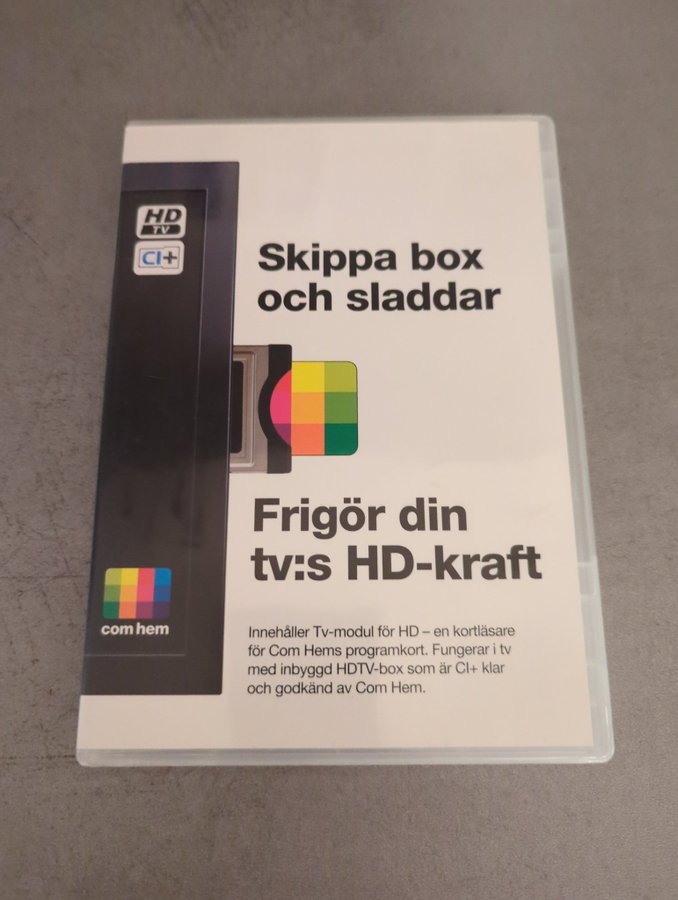 HD
TV
CI+
Skippa box
och sladdar
Frigör din
tv:s HD-kraft
Innehåller Tv-modul för HD – en kortläsare
för Com Hems programkort. Fungerar i tv
med inbyggd HDTV-box som är CI+ klar
och godkänd av Com Hem.
com hem